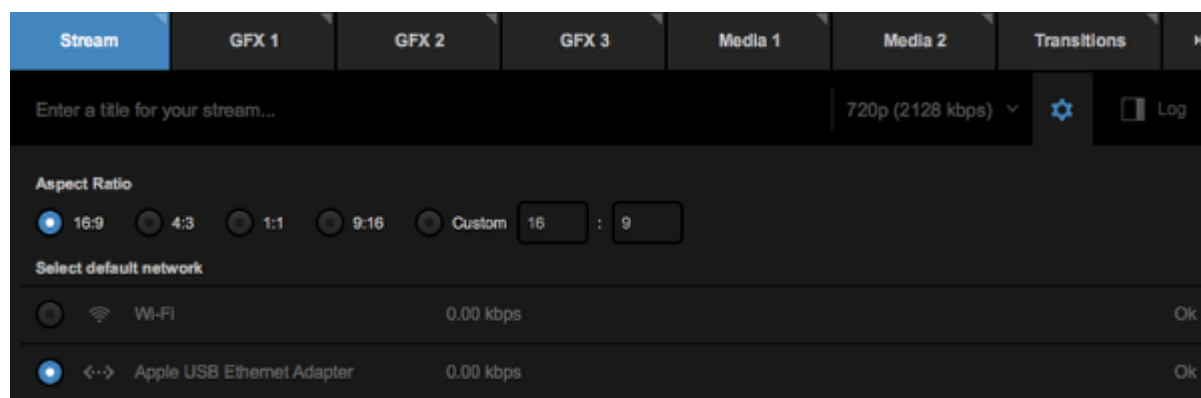 Stream GFX 1 GFX 2 GFX 3 Media 1 Media 2 Transitions
Enter a title for your stream... 720p (2128 kbps) Log
Aspect Ratio
16:9 4:3 1:1 9:16 Custom 16 : 9
Select default network
Wi-Fi 0.00 kbps Ok
Apple USB Ethernet Adapter 0.00 kbps Ok